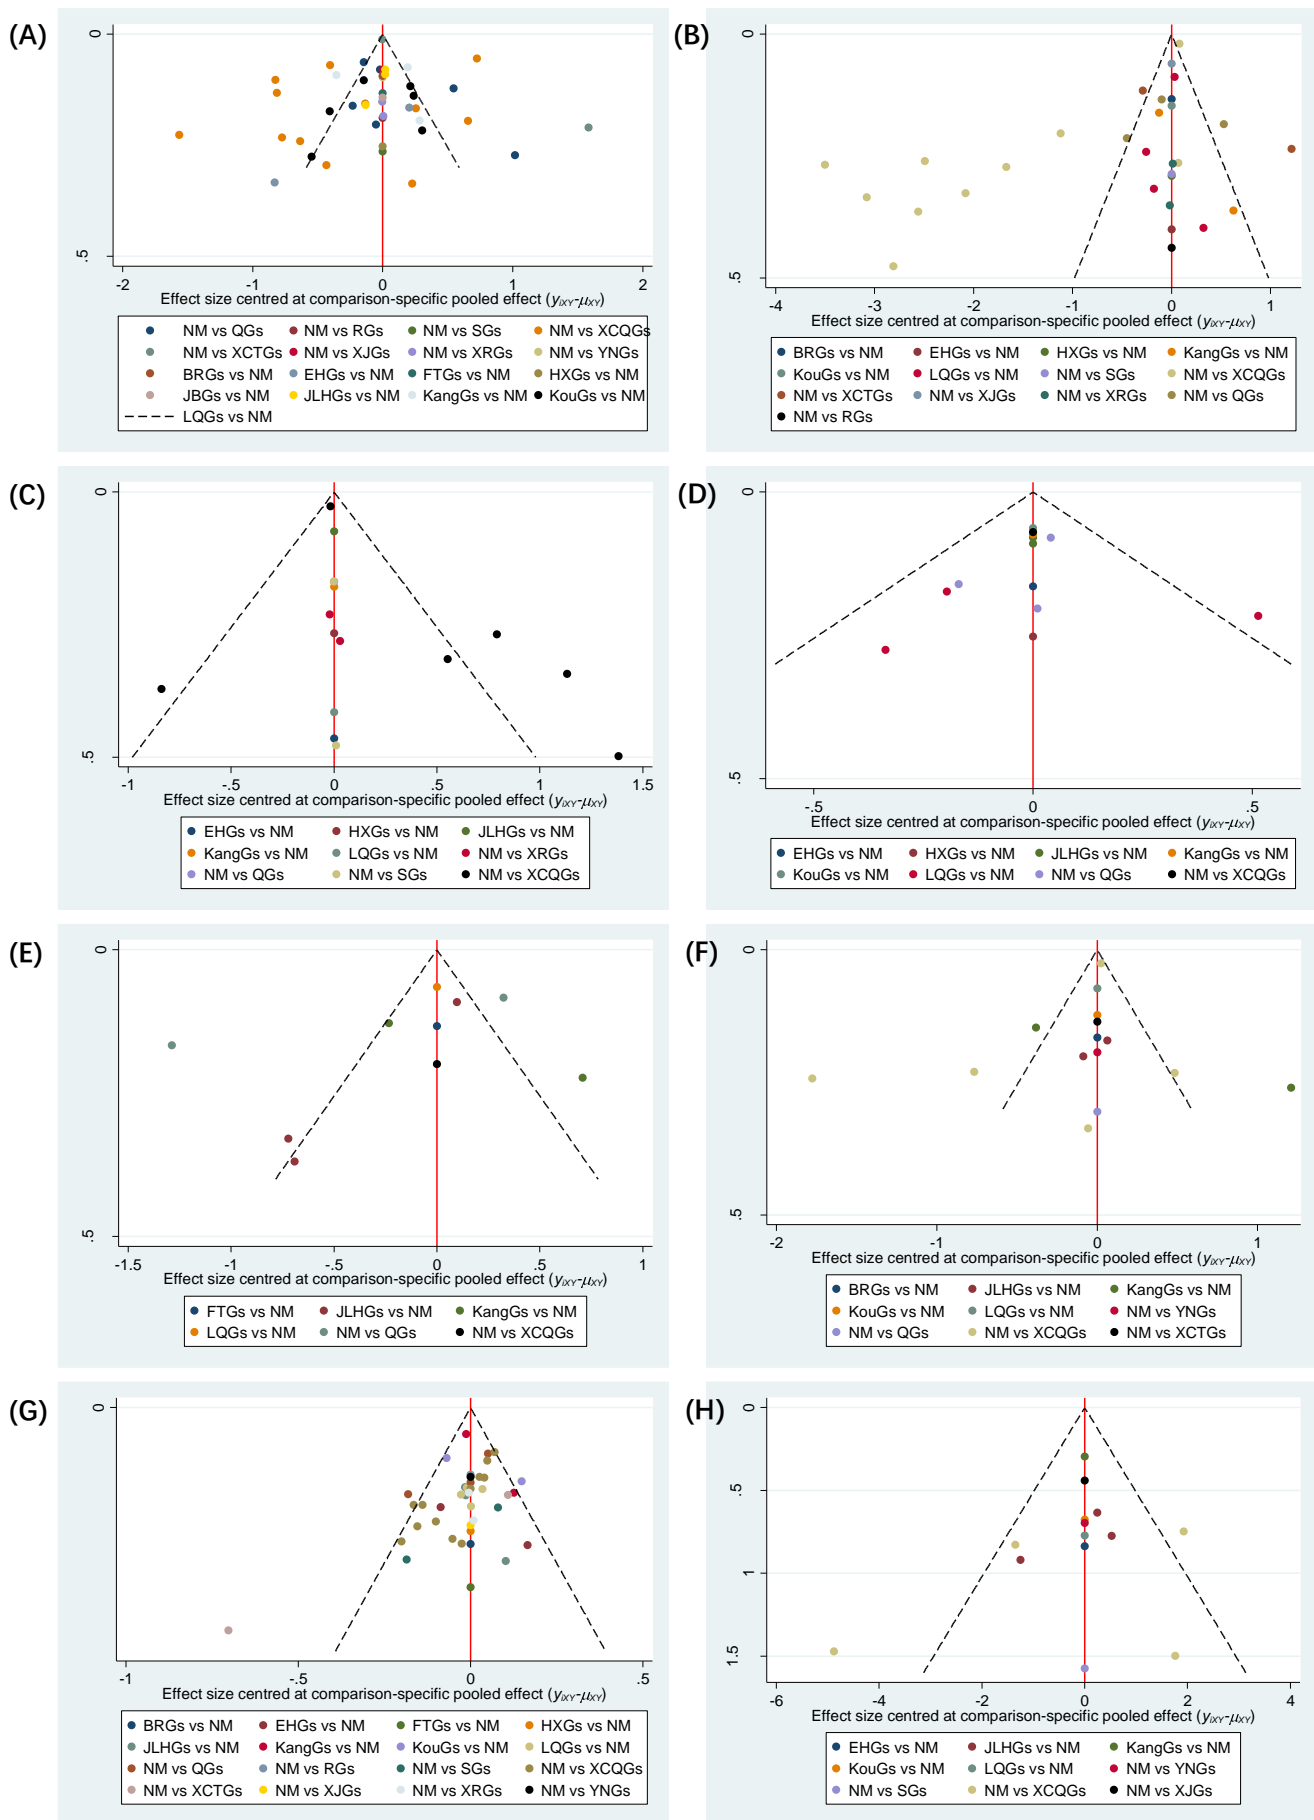 (A)
0
.5
-2
-1
0
1
2
Effect size centred at comparison-specific pooled effect (yiXY-μXY)
NM vs QGs NM vs RGs NM vs SGs NM vs XCQGs
NM vs XCTGs NM vs XJGs NM vs XRGs NM vs YNGs
BRGs vs NM EHGs vs NM FTGs vs NM HXGs vs NM
JBGs vs NM JLHGs vs NM KangGs vs NM KouGs vs NM
LQGs vs NM
(B)
0
.5
-4
-3
-2
-1
0
1
Effect size centred at comparison-specific pooled effect (yiXY-μXY)
BRGs vs NM EHGs vs NM HXGs vs NM KangGs vs NM
KouGs vs NM LQGs vs NM NM vs SGs NM vs XCQGs
NM vs XCTGs NM vs XJGs NM vs XRGs NM vs QGs
NM vs RGs
(C)
0
.5
-1
-.5
0
.5
1
1.5
Effect size centred at comparison-specific pooled effect (yiXY-μXY)
EHGs vs NM HXGs vs NM JLHGs vs NM
KangGs vs NM LQGs vs NM NM vs XRGs
NM vs QGs NM vs SGs NM vs XCQGs
(D)
0
.5
-.5
0
.5
Effect size centred at comparison-specific pooled effect (yiXY-μXY)
EHGs vs NM HXGs vs NM JLHGs vs NM KangGs vs NM
KouGs vs NM LQGs vs NM NM vs QGs NM vs XCQGs
(E)
0
.5
-1.5
-1
-.5
0
.5
1
Effect size centred at comparison-specific pooled effect (yiXY-μXY)
FTGs vs NM JLHGs vs NM KangGs vs NM
LQGs vs NM NM vs QGs NM vs XCQGs
(F)
0
.5
-2
-1
0
1
Effect size centred at comparison-specific pooled effect (yiXY-μXY)
BRGs vs NM JLHGs vs NM KangGs vs NM
KouGs vs NM LQGs vs NM NM vs YNGs
NM vs QGs NM vs XCQGs NM vs XCTGs
(G)
0
-1
-.5
0
.5
Effect size centred at comparison-specific pooled effect (yiXY-μXY)
BRGs vs NM EHGs vs NM FTGs vs NM HXGs vs NM
JLHGs vs NM KangGs vs NM KouGs vs NM LQGs vs NM
NM vs QGs NM vs RGs NM vs SGs NM vs XCQGs
NM vs XCTGs NM vs XJGs NM vs XRGs NM vs YNGs
(H)
0
.5
1
1.5
-6
-4
-2
0
2
4
Effect size centred at comparison-specific pooled effect (yiXY-μXY)
EHGs vs NM JLHGs vs NM KangGs vs NM
KouGs vs NM LQGs vs NM NM vs YNGs
NM vs SGs NM vs XCQGs NM vs XJGs